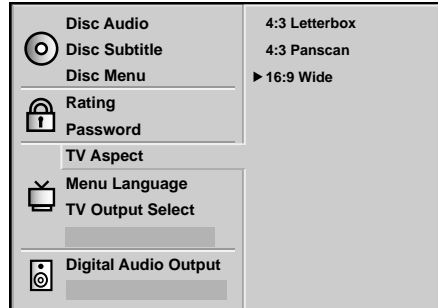 Disc Audio
Disc Subtitle
Disc Menu
Rating
Password
TV Aspect
Menu Language
TV Output Select
Digital Audio Output
4:3 Letterbox
4:3 Panscan
16:9 Wide